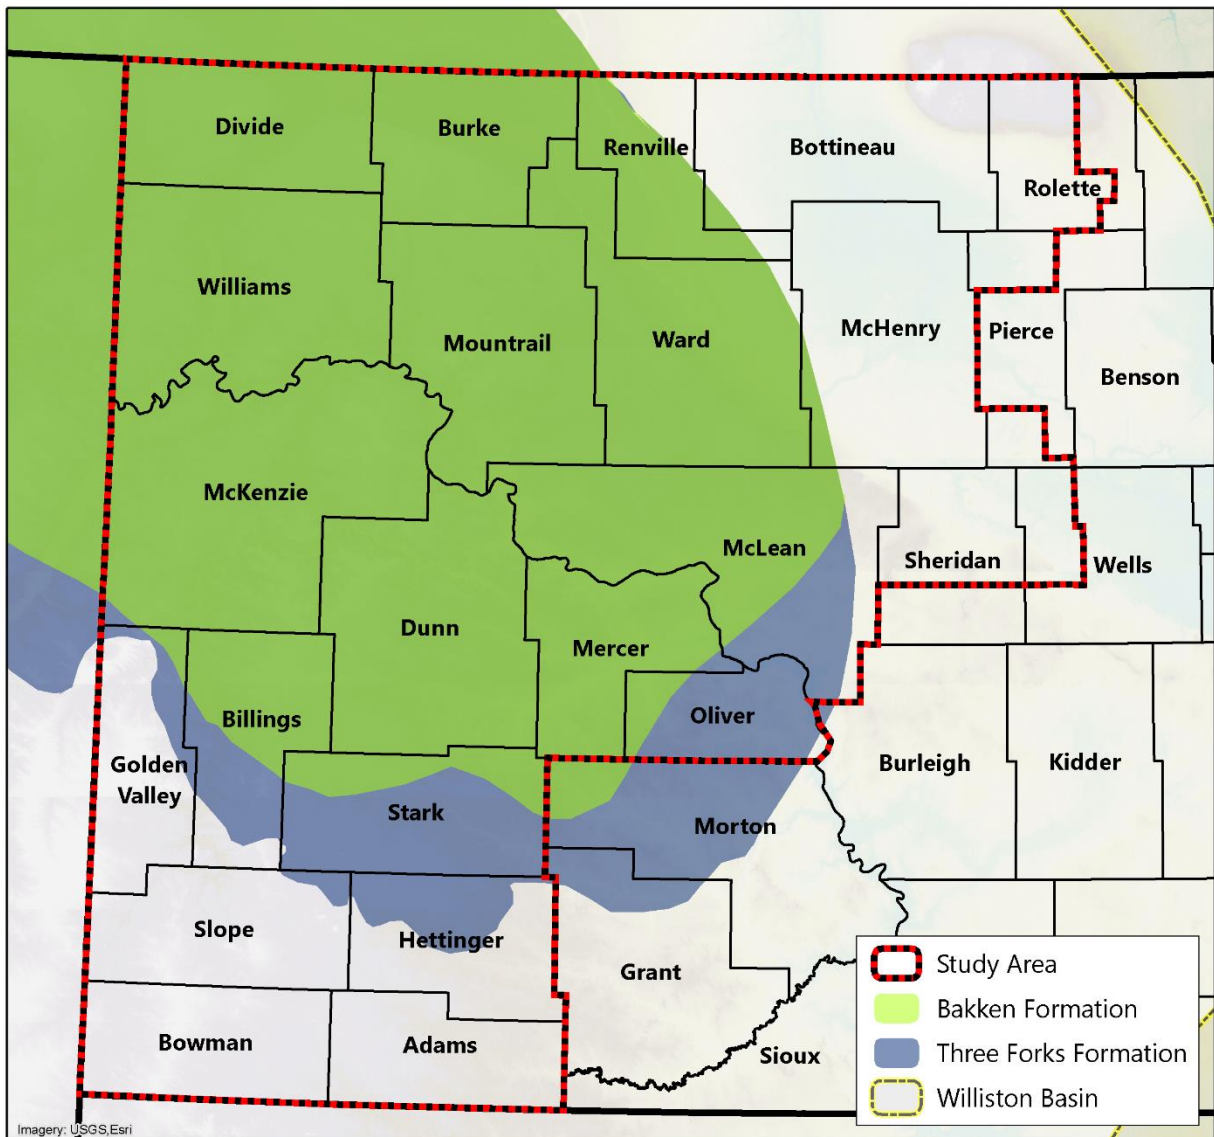 Divide
Burke
Renville
Bottineau
Rolette
Williams
Mountrail
Ward
McHenry
Pierce
Benson
McKenzie
McLean
Sheridan
Wells
Dunn
Mercer
Billings
Oliver
Golden
Valley
Stark
Morton
Burleigh
Kidder
Slope
Hettinger
Grant
Bowman
Adams
Sioux
Study Area
Bakken Formation
Three Forks Formation
Williston Basin
Imagery: USGS,Esri